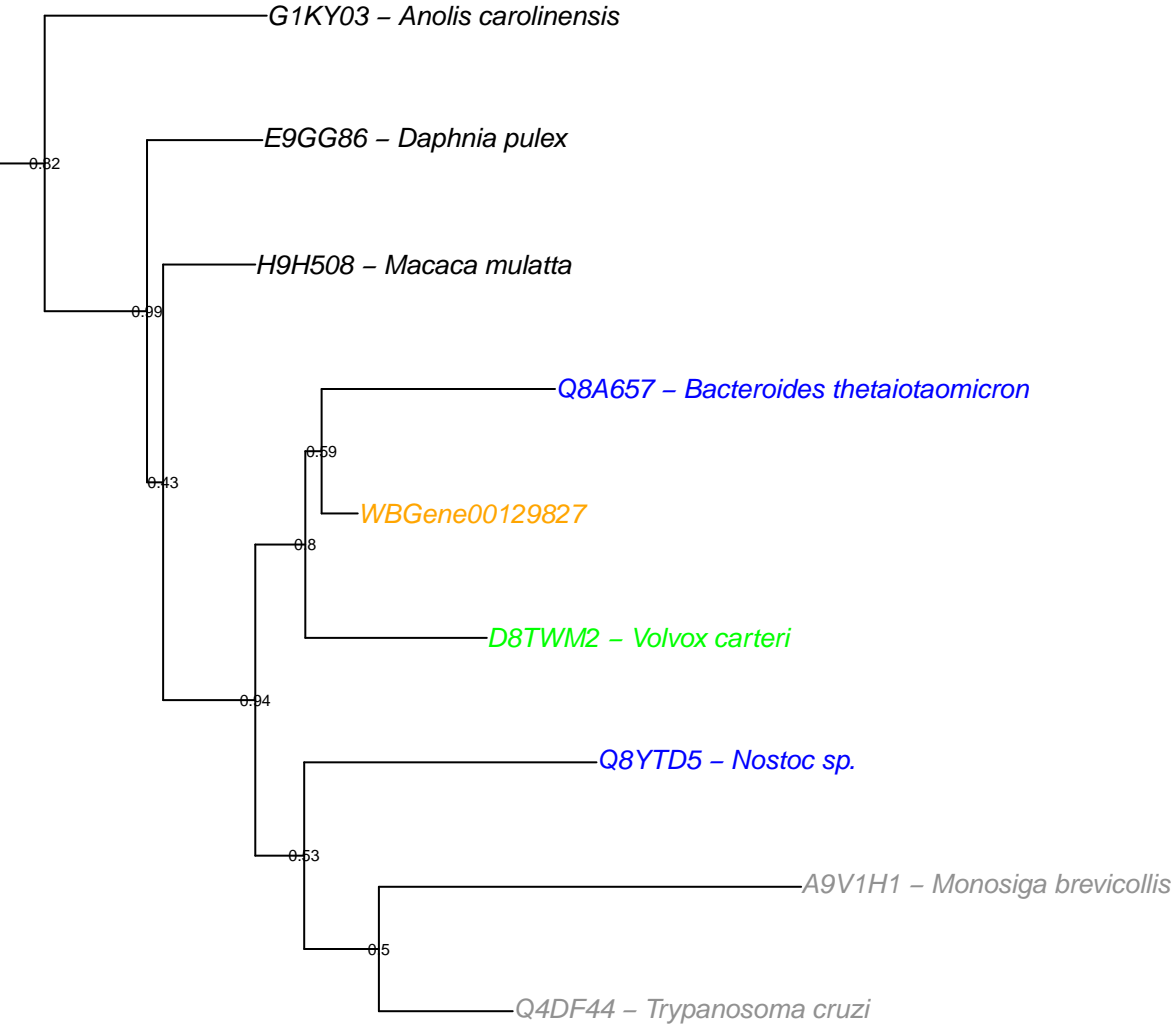 G1KY03 – Anolis carolinensis
E9GG86 – Daphnia pulex
0.82
H9H508 – Macaca mulatta
0.99
Q8A657 – Bacteroides thetaiotaomicron
0.59
0.43
WBGene00129827
0.8
D8TWM2 – Volvox carteri
0.94
Q8YTD5 – Nostoc sp.
0.53
A9V1H1 – Monosiga brevicollis
0.5
Q4DF44 – Trypanosoma cruzi